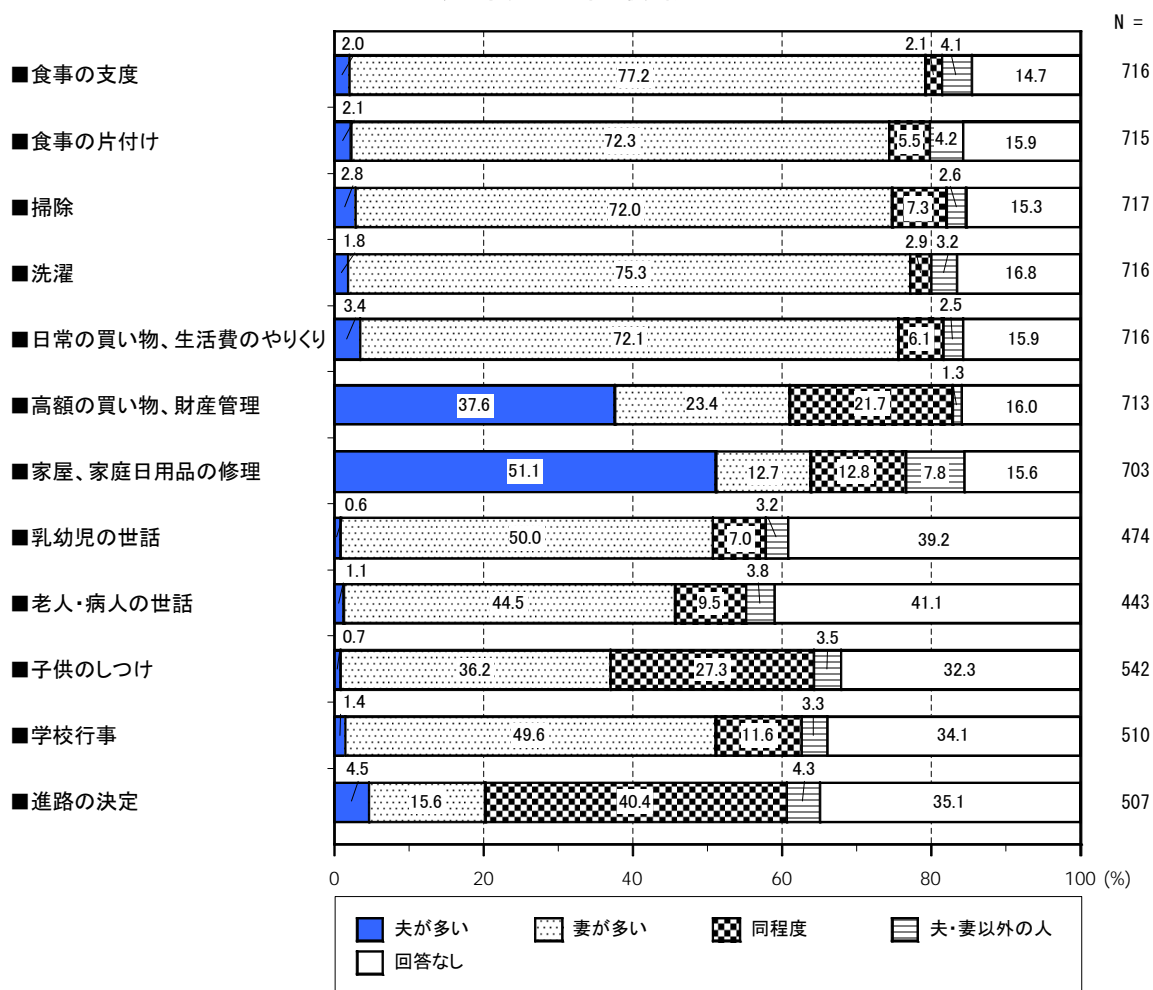 N =
2.0 2.1 4.1
■食事の支度 77.2 14.7 716
2.1
■食事の片付け 72.3 5.5 4.2 15.9 715
2.8 2.6
■掃除 72.0 7.3 15.3 717
1.8 2.9 3.2
■洗濯 75.3 16.8 716
3.4 2.5
■日常の買い物、生活費のやりくり 72.1 6.1 15.9 716
1.3
■高額の買い物、財産管理 37.6 23.4 21.7 16.0 713
■家屋、家庭日用品の修理 51.1 12.7 12.8 7.8 15.6 703
0.6 3.2
■乳幼児の世話 50.0 7.0 39.2 474
1.1 3.8
■老人・病人の世話 44.5 9.5 41.1 443
0.7 3.5
■子供のしつけ 36.2 27.3 32.3 542
1.4 3.3
■学校行事 49.6 11.6 34.1 510
4.5 4.3
■進路の決定 15.6 40.4 35.1 507
0 20 40 60 80 100 (%)
夫が多い 妻が多い 同程度 夫・妻以外の人
回答なし